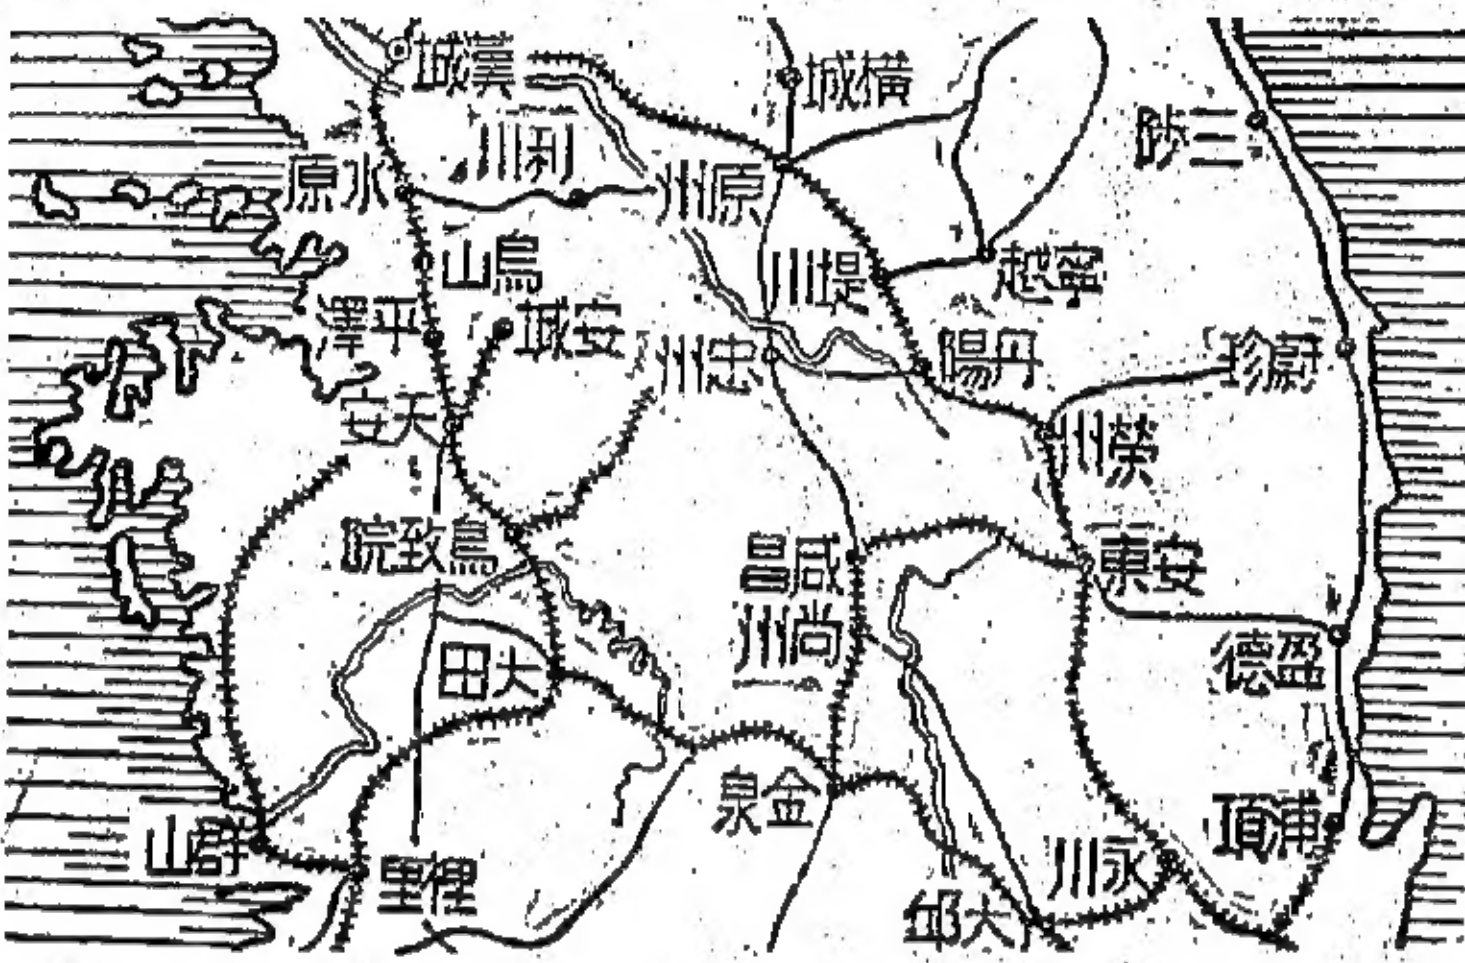 漢城
橫城
三陟
利川
水原
原州
烏山
堤川
寧越
平澤
安城
忠州
丹陽
蔚珍
天安
榮州
鳥致院
咸昌
安東
尚州
大田
盈德
金泉
浦項
群山
裡里
永川
大邱